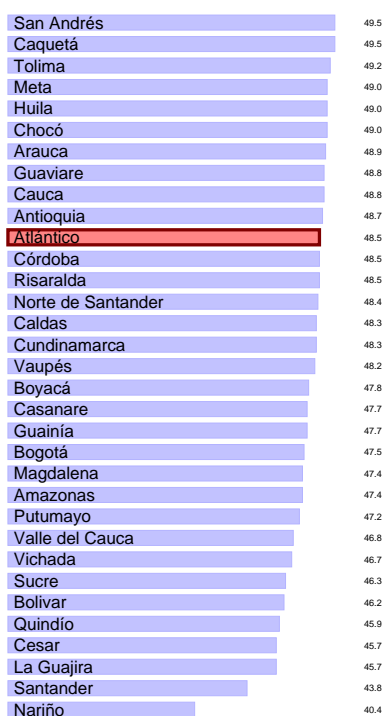 San Andrés 49.5
Caquetá 49.5
Tolima 49.2
Meta 49.0
Huila 49.0
Chocó 49.0
Arauca 48.9
Guaviare 48.8
Cauca 48.8
Antioquia 48.7
Atlántico 48.5
Córdoba 48.5
Risaralda 48.5
Norte de Santander 48.4
Caldas 48.3
Cundinamarca 48.3
Vaupés 48.2
Boyacá 47.8
Casanare 47.7
Guainía 47.7
Bogotá 47.5
Magdalena 47.4
Amazonas 47.4
Putumayo 47.2
Valle del Cauca 46.8
Vichada 46.7
Sucre 46.3
Bolivar 46.2
Quindío 45.9
Cesar 45.7
La Guajira 45.7
Santander 43.8
Nariño 40.4